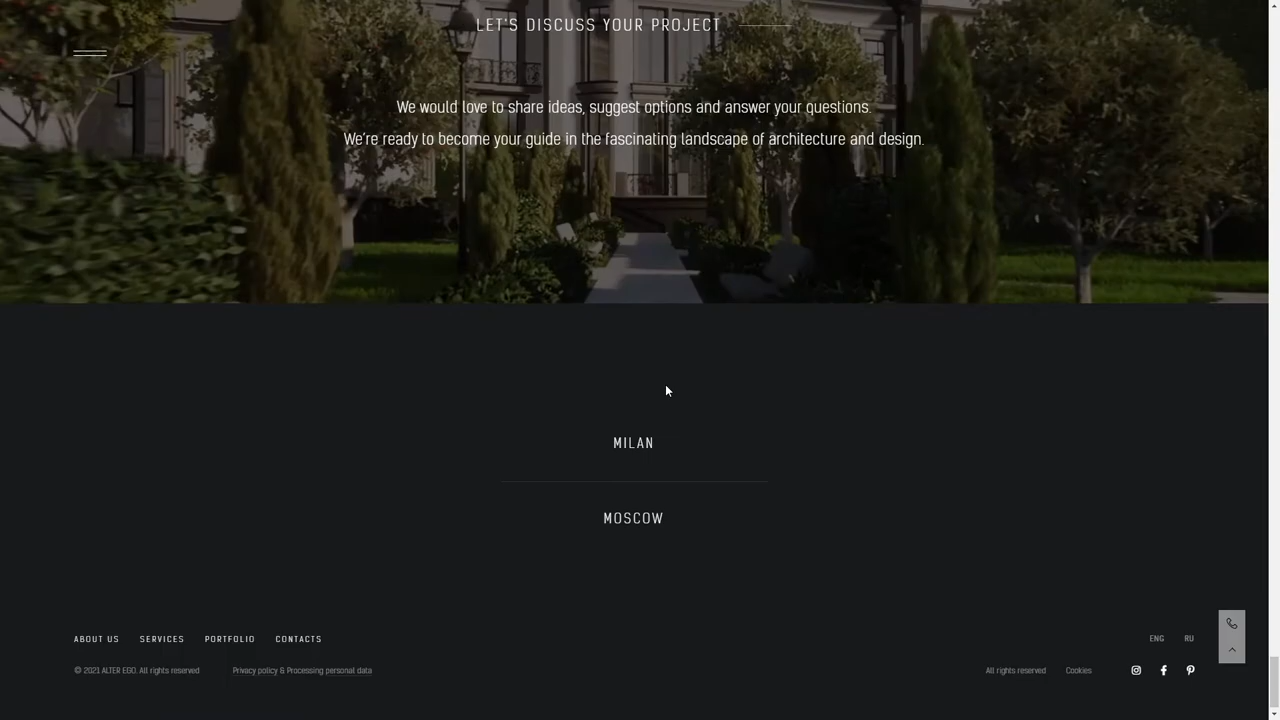 LET'S DISCUSS YOUR PROJECT
We would love to share ideas, suggest options and answer your questions.
We're ready to become your guide in the fascinating landscape of architecture and design.
MILAN
MOSCOW
ABOUT US SERVICES PORTFOLIO CONTACTS ENG RU
© 2021 ALTER EGO. All rights reserved Privacy policy & Processing personal data All rights reserved Cookies